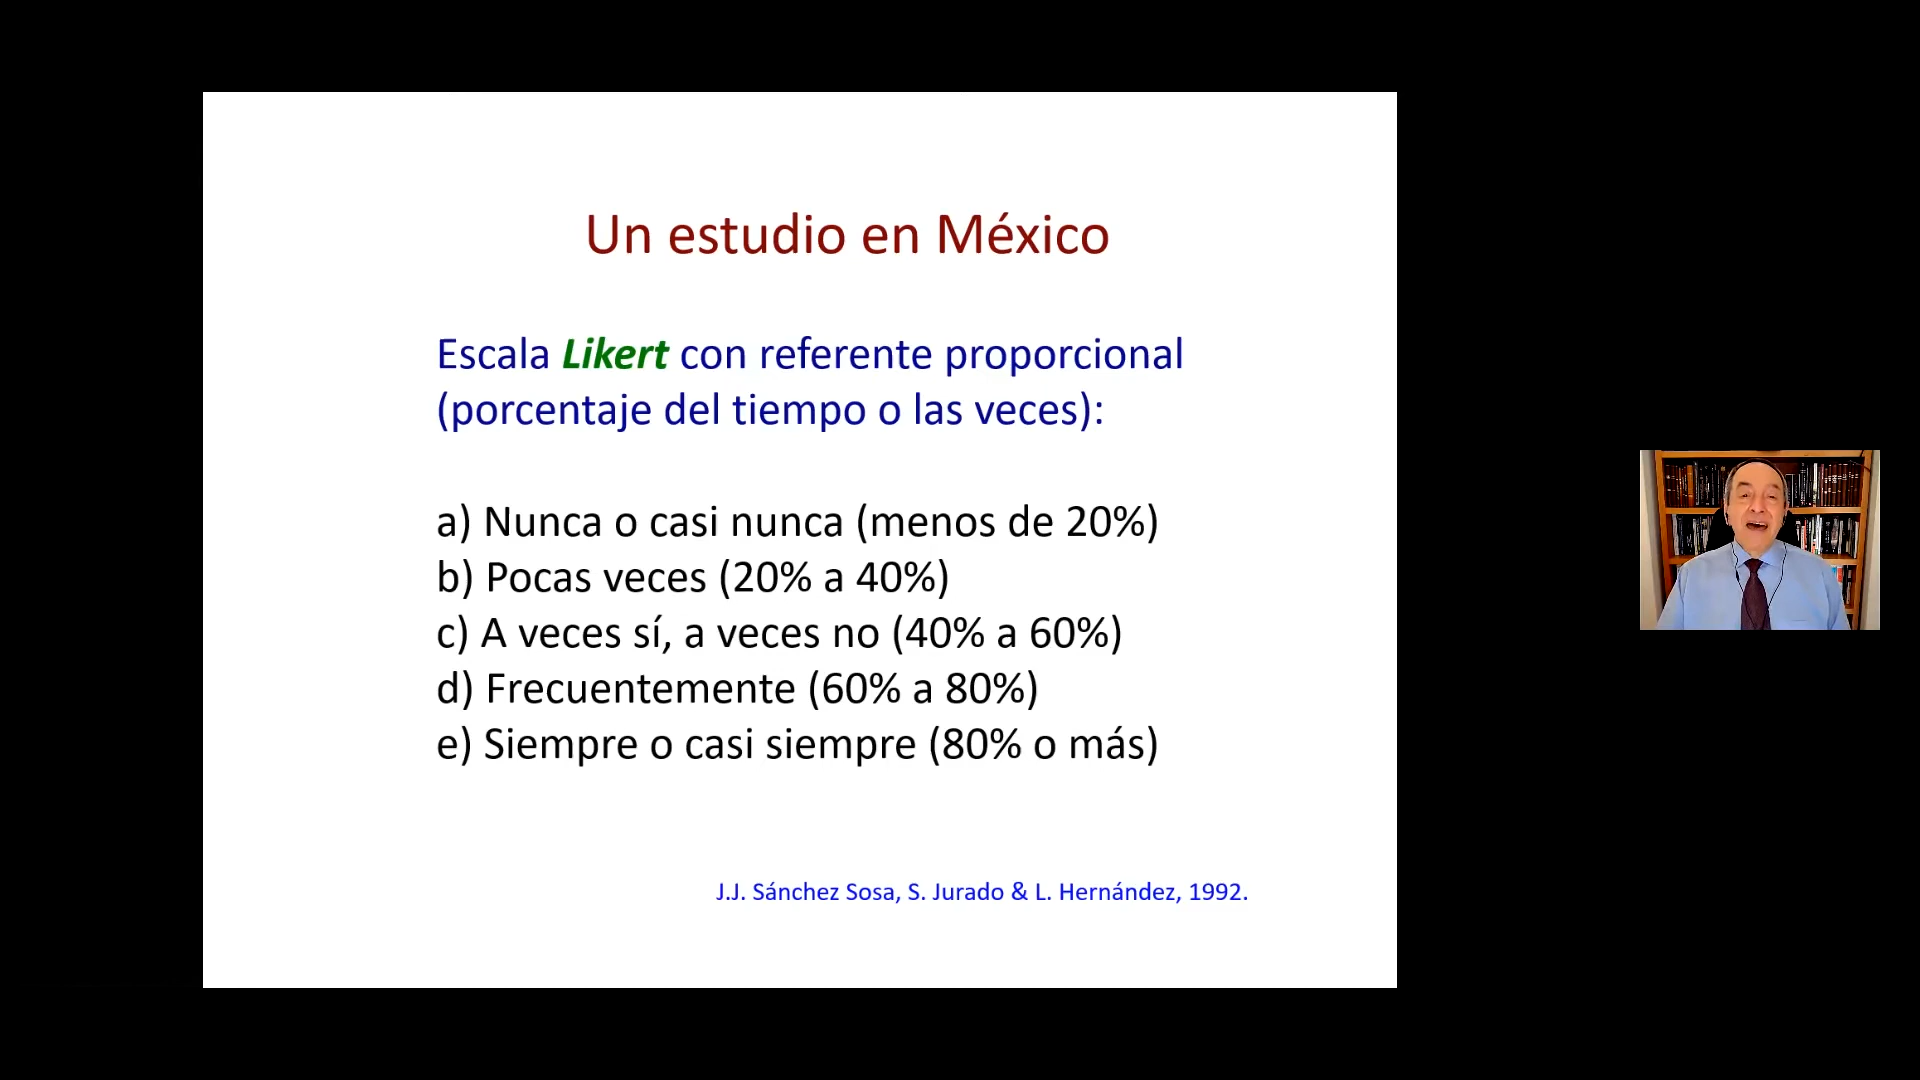 Un estudio en México
Escala Likert con referente proporcional
(porcentaje del tiempo o las veces):
a) Nunca o casi nunca (menos de 20%)
b) Pocas veces (20% a 40%)
c) A veces sí, a veces no (40% a 60%)
d) Frecuentemente (60% a 80%)
e) Siempre o casi siempre (80% o más)
J.J. Sánchez Sosa, S. Jurado & L. Hernández, 1992.